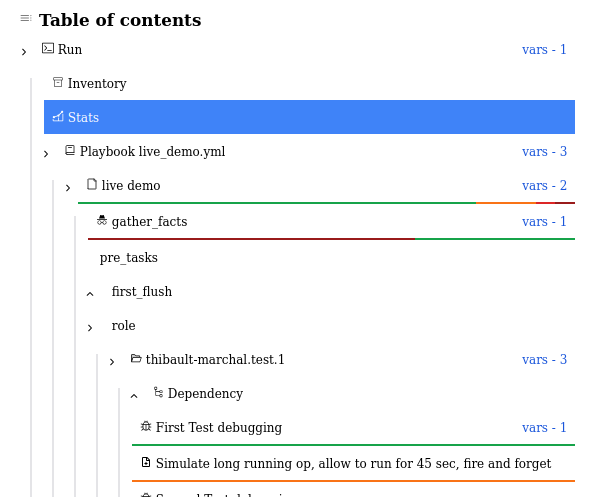 Table of contents
Run vars - 1
Inventory
Stats
Playbook live_demo.yml vars - 3
live demo vars - 2
gather_facts vars - 1
pre_tasks
first_flush
role
thibault-marchal.test.1 vars - 3
Dependency
First Test debugging vars - 1
Simulate long running op, allow to run for 45 sec, fire and forget